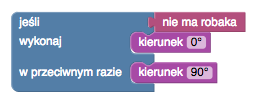 jeśli nie ma robaka
wykonaj kierunek 0°
w przeciwnym razie kierunek 90°